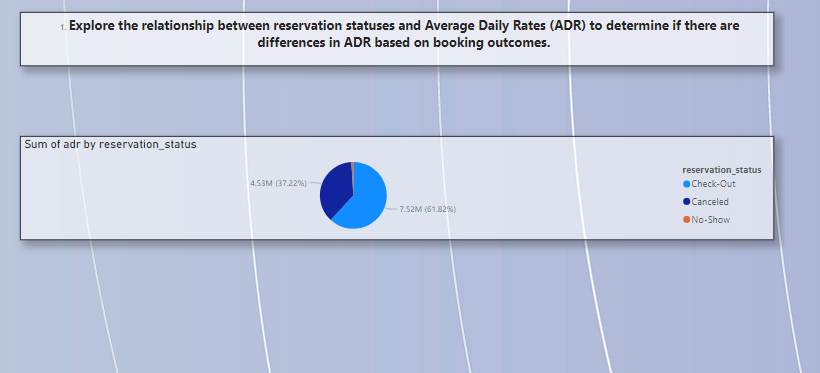 1. Explore the relationship between reservation statuses and Average Daily Rates (ADR) to determine if there are
differences in ADR based on booking outcomes.
Sum of adr by reservation_status
4.53M (37.22%)
7.52M (61.82%)
reservation_status
Check-Out
Canceled
No-Show